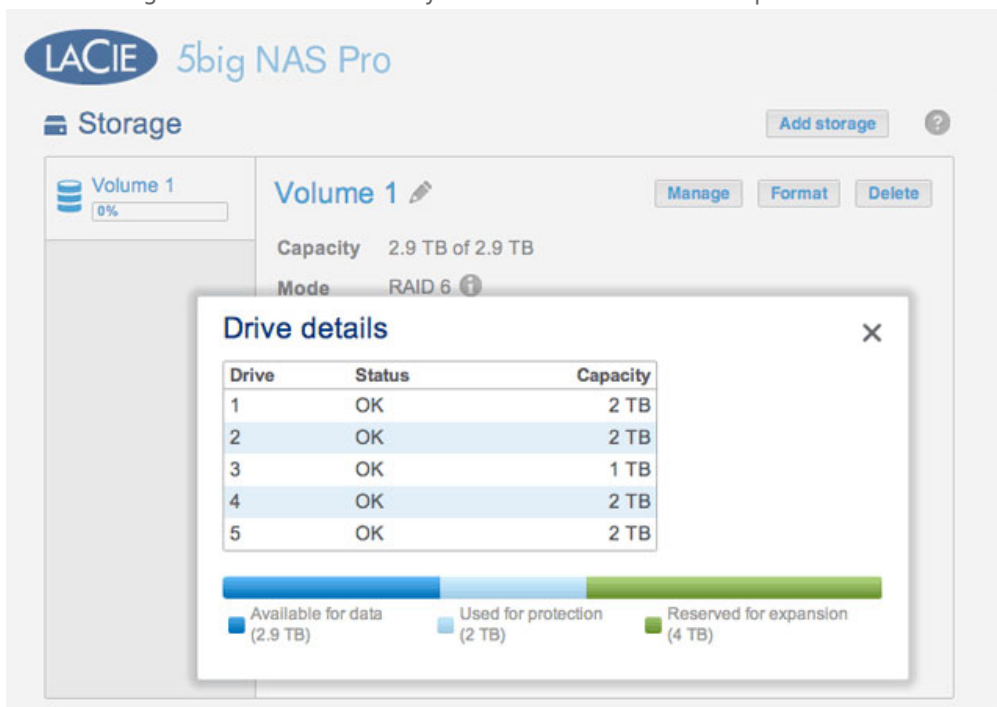 LACIE 5big NAS Pro
Storage
Add storage
?
Volume 1
0%
Volume 1
Manage Format Delete
Capacity 2.9 TB of 2.9 TB
Mode RAID 6 i
Drive details
Drive Status Capacity
1 OK 2 TB
2 OK 2 TB
3 OK 1 TB
4 OK 2 TB
5 OK 2 TB
Available for data
(2.9 TB)
Used for protection
(2 TB)
Reserved for expansion
(4 TB)